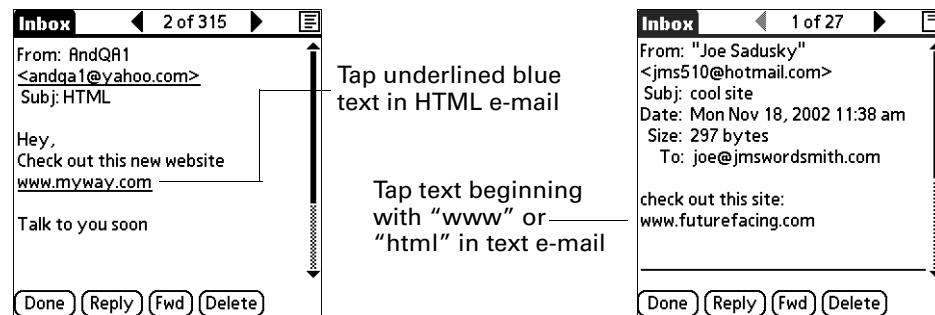 Inbox 2 of 315
From: AndQA1
<andqa1@yahoo.com>
Subj: HTML
Hey,
Check out this new website
www.myway.com
Talk to you soon
Done Reply Fwd Delete
Tap underlined blue
text in HTML e-mail
Tap text beginning
with “www” or
“html” in text e-mail
Inbox 1 of 27
From: "Joe Sadusky"
<jms510@hotmail.com>
Subj: cool site
Date: Mon Nov 18, 2002 11:38 am
Size: 297 bytes
To: joe@jmswordsmith.com
check out this site:
www.futurefacing.com
Done Reply Fwd Delete